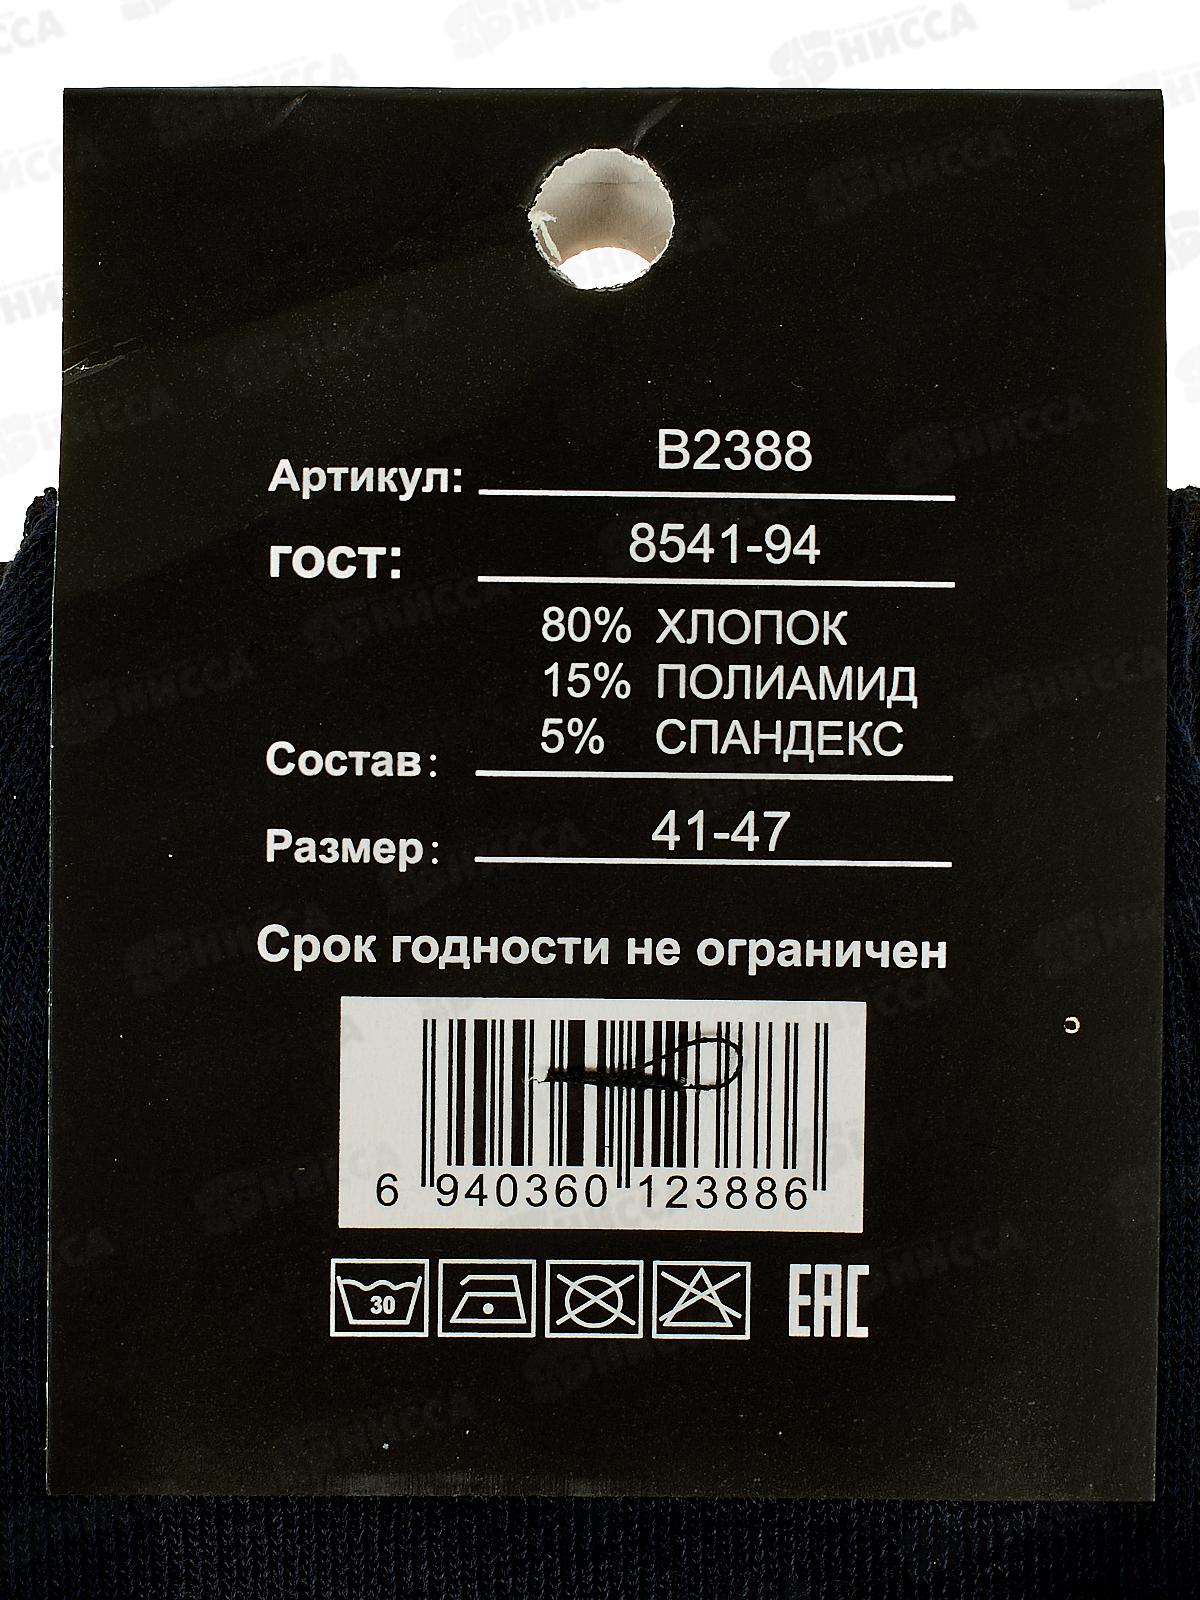 Артикул: B2388
гост: 8541-94
80% ХЛОПОК
15% ПОЛИАМИД
5% СПАНДЕКС
Состав:
Размер: 41-47
Срок годности не ограничен
6 940360 123886
30
EAC